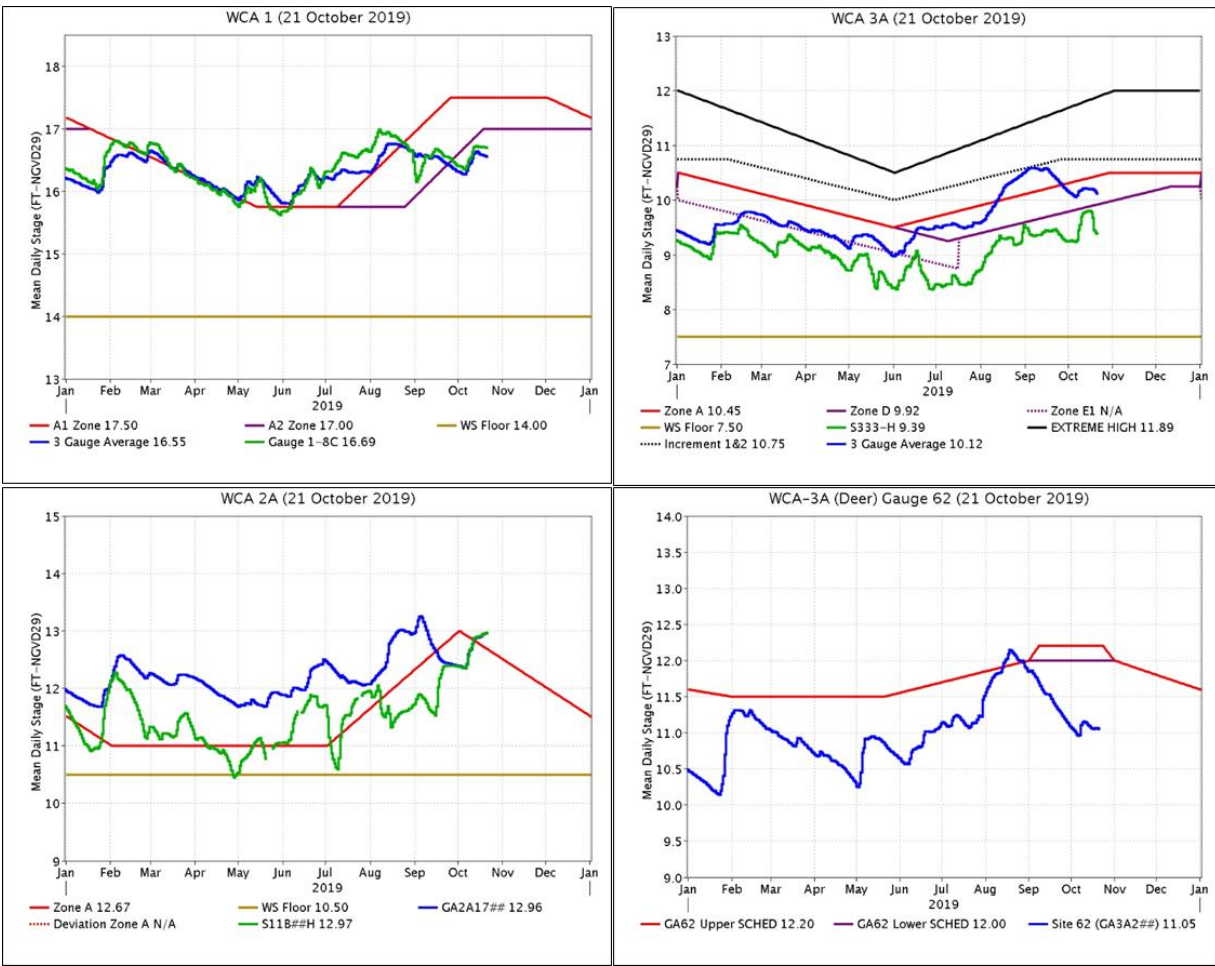 WCA 1 (21 October 2019)
Mean Daily Stage (FT-NGVD29)
18
17
16
15
14
13
Jan Feb Mar Apr May Jun Jul Aug Sep Oct Nov Dec Jan
2019
A1 Zone 17.50 A2 Zone 17.00 WS Floor 14.00
3 Gauge Average 16.55 Gauge 1-8C 16.69
WCA 3A (21 October 2019)
Mean Daily Stage (FT-NGVD29)
13
12
11
10
9
8
7
Jan Feb Mar Apr May Jun Jul Aug Sep Oct Nov Dec Jan
2019
Zone A 10.45 Zone D 9.92 Zone E1 N/A
WS Floor 7.50 S333-H 9.39 EXTREME HIGH 11.89
Increment 1&2 10.75 3 Gauge Average 10.12
WCA 2A (21 October 2019)
Mean Daily Stage (FT-NGVD29)
15
14
13
12
11
10
9
Jan Feb Mar Apr May Jun Jul Aug Sep Oct Nov Dec Jan
2019
Zone A 12.67 WS Floor 10.50 GA2A17## 12.96
Deviation Zone A N/A S11B##H 12.97
WCA-3A (Deer) Gauge 62 (21 October 2019)
Mean Daily Stage (FT-NGVD29)
14.0
13.5
13.0
12.5
12.0
11.5
11.0
10.5
10.0
9.5
9.0
Jan Feb Mar Apr May Jun Jul Aug Sep Oct Nov Dec Jan
2019
GA62 Upper SCHED 12.20 GA62 Lower SCHED 12.00 Site 62 (GA3A2##) 11.05